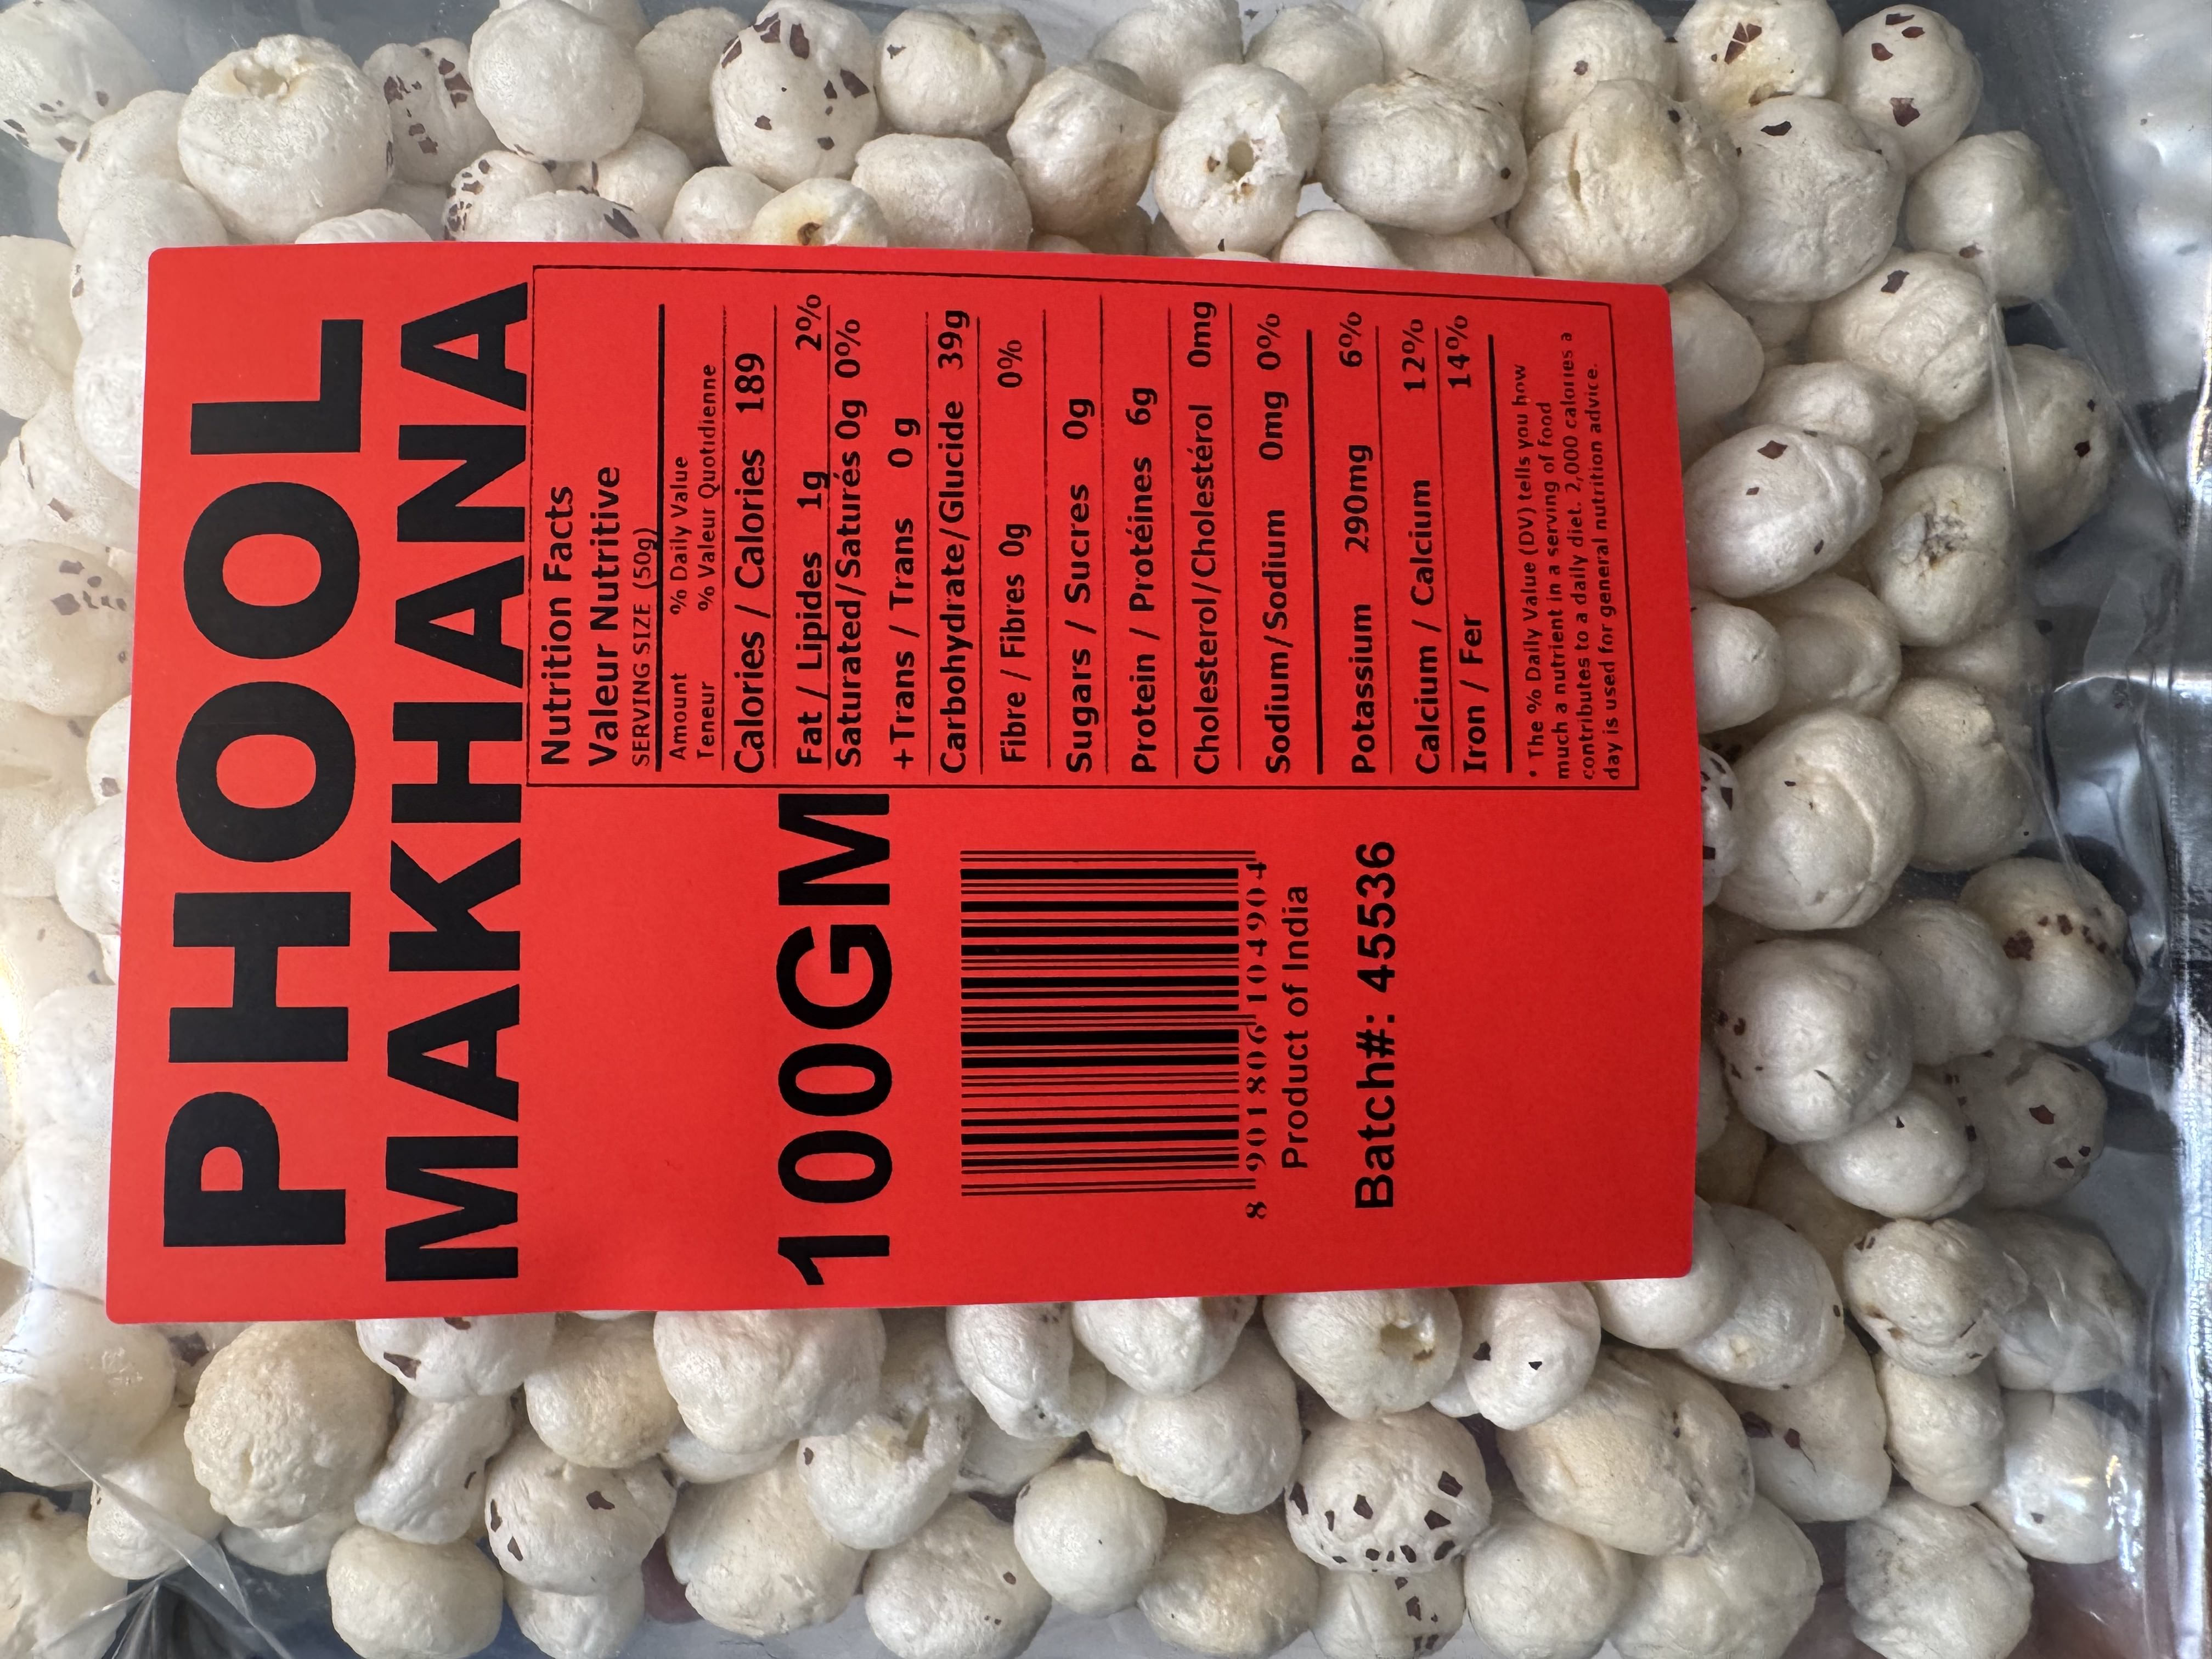 PHOOL
MAKHANA
Nutrition Facts
Valeur Nutritive
SERVING SIZE (50g)
Amount % Daily Value
Teneur % Valeur Quotidienne
Calories / Calories 189
Fat / Lipides 1g 2%
Saturated/Saturés 0g 0%
+Trans / Trans 0 g
Carbohydrate/Glucide 39g
Fibre / Fibres 0g 0%
Sugars / Sucres 0g
Protein / Protéines 6g
Cholesterol/Cholestérol 0mg
Sodium/Sodium 0mg 0%
Potassium 290mg 6%
Calcium / Calcium 12%
Iron / Fer 14%
* The % Daily Value (DV) tells you how
much a nutrient in a serving of food
contributes to a daily diet. 2,000 calories a
day is used for general nutrition advice.
100GM
8 901806 104904
Product of India
Batch#: 45536